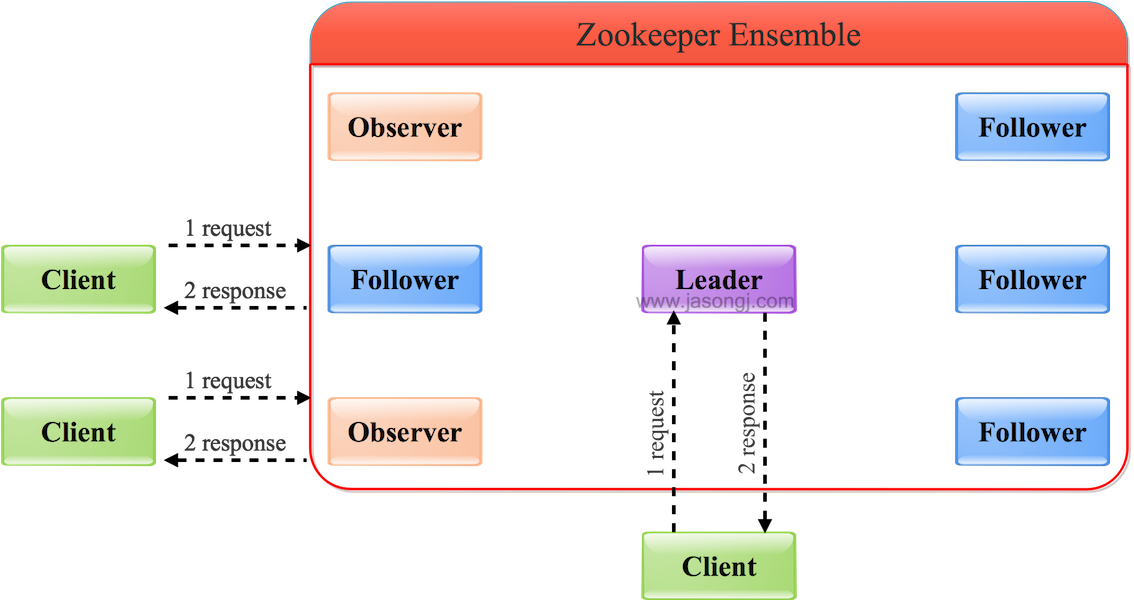 Zookeeper Ensemble
Observer
Follower
1 request
Client
2 response
Follower
Leader
www.jasongj.com
Follower
1 request
Client
2 response
Observer
1 request
2 response
Follower
Client